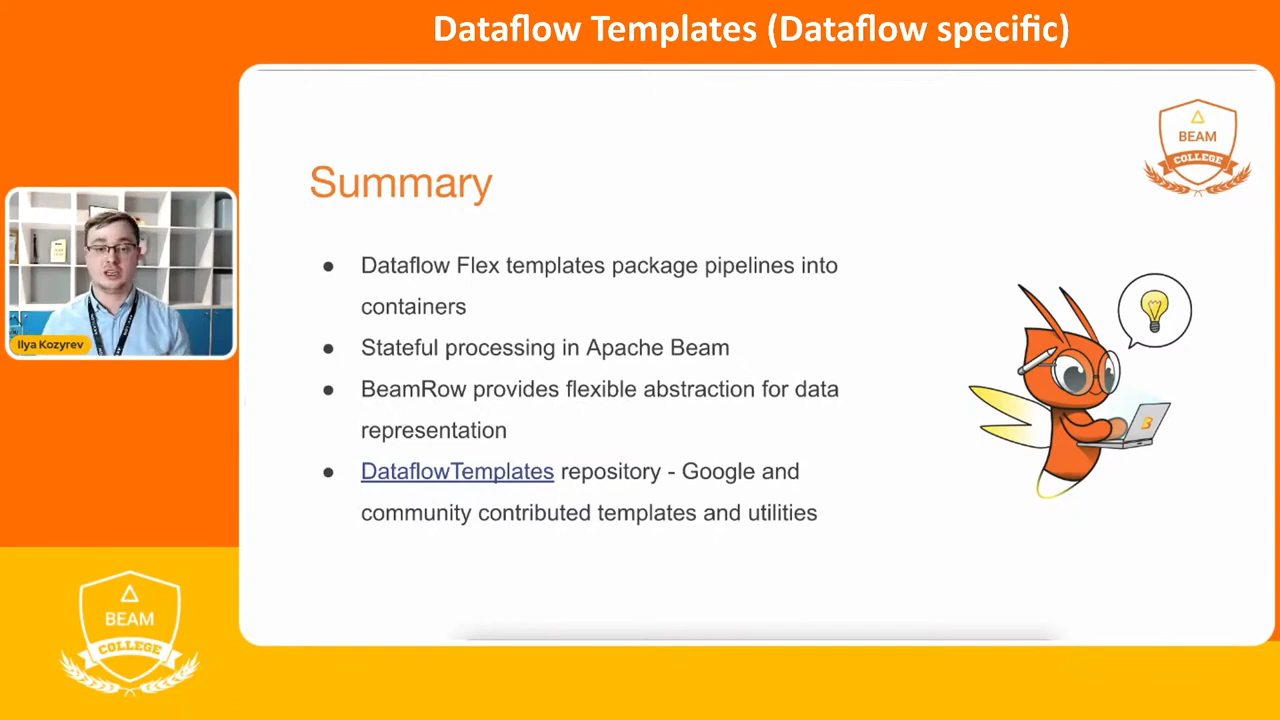 Dataflow Templates (Dataflow specific)
BEAM
COLLEGE
Summary
● Dataflow Flex templates package pipelines into
containers
● Stateful processing in Apache Beam
● BeamRow provides flexible abstraction for data
representation
● DataflowTemplates repository - Google and
community contributed templates and utilities
B
Ilya Kozyrev
BEAM
COLLEGE